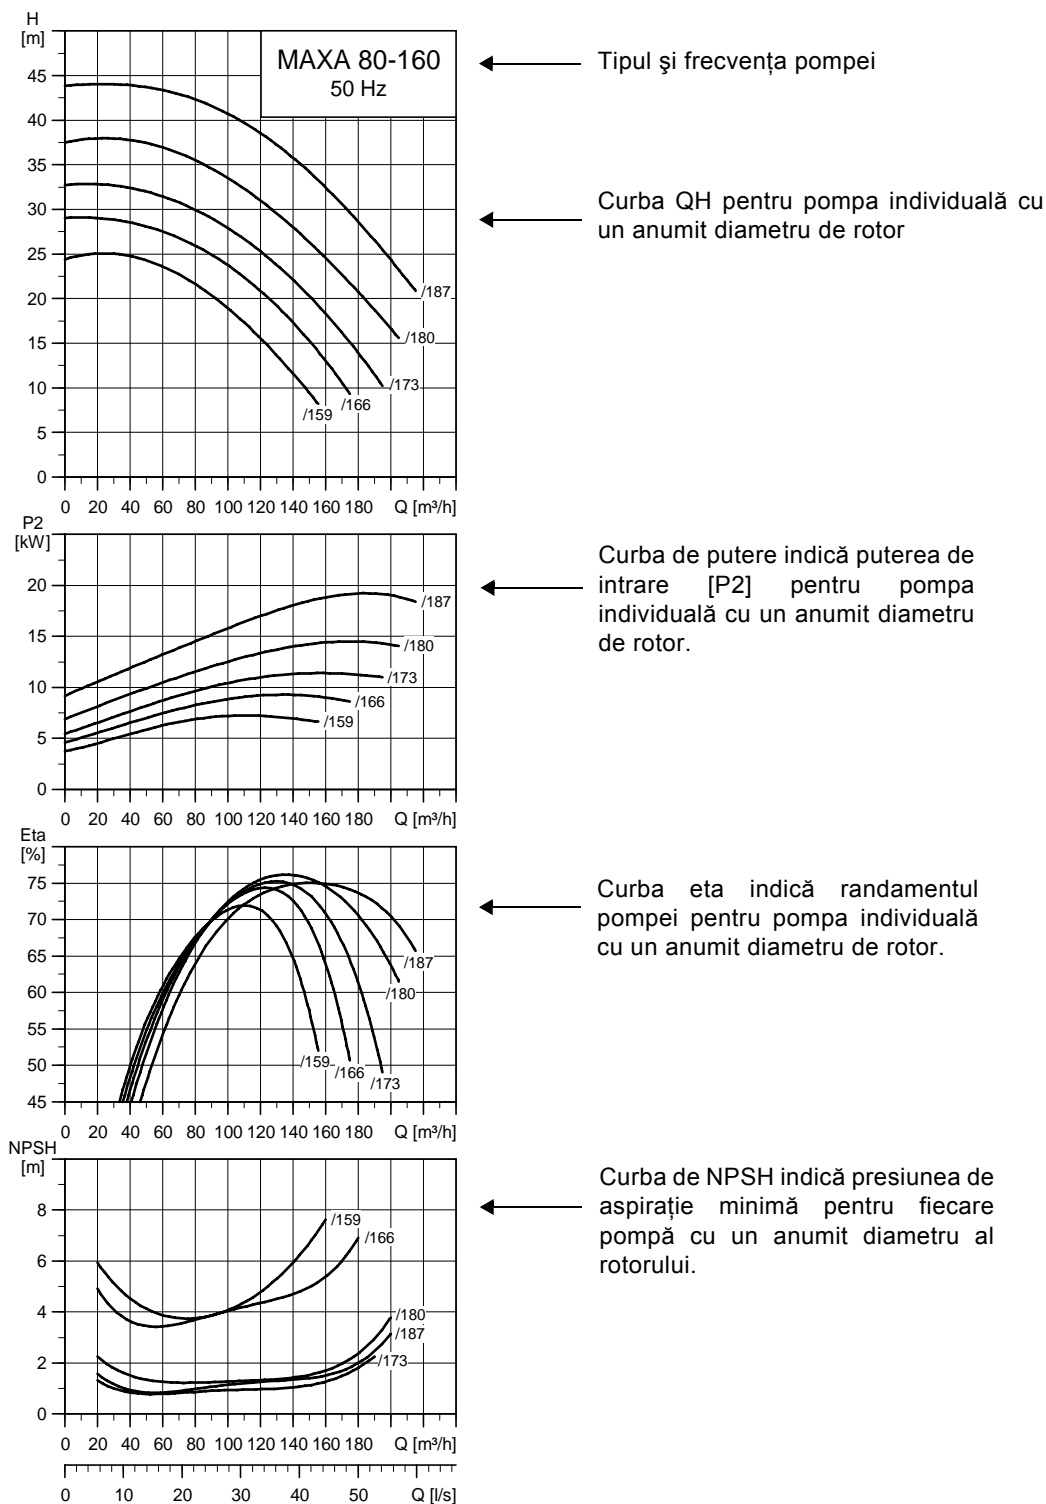 H
[m]
MAXA 80-160
50 Hz
45
40
35
30
25
20
15
10
5
0
/187
/180
/173
/166
/159
0 20 40 60 80 100 120 140 160 180 Q [m³/h]
Tipul şi frecvența pompei
Curba QH pentru pompa individuală cu
un anumit diametru de rotor
P2
[kW]
20
15
10
5
0
/187
/180
/173
/166
/159
0 20 40 60 80 100 120 140 160 180 Q [m³/h]
Curba de putere indică puterea de
intrare [P2] pentru pompa
individuală cu un anumit diametru
de rotor.
Eta
[%]
75
70
65
60
55
50
45
/187
/180
/159
/166
/173
0 20 40 60 80 100 120 140 160 180 Q [m³/h]
Curba eta indică randamentul
pompei pentru pompa individuală
cu un anumit diametru de rotor.
NPSH
[m]
8
6
4
2
0
/159
/166
/180
/187
/173
0 20 40 60 80 100 120 140 160 180 Q [m³/h]
0 10 20 30 40 50 Q [l/s]
Curba de NPSH indică presiunea de
aspirație minimă pentru fiecare
pompă cu un anumit diametru al
rotorului.